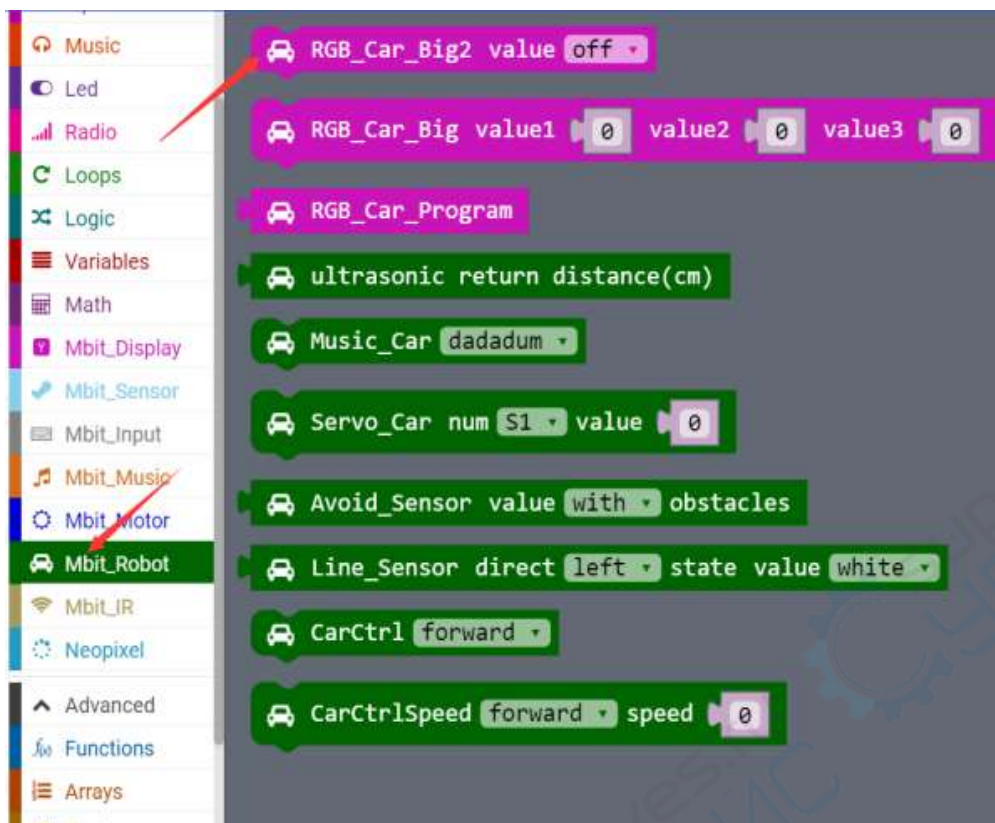 Music
Led
Radio
Loops
Logic
Variables
Math
Mbit_Display
Mbit_Sensor
Mbit_Input
Mbit_Music
Mbit_Motor
Mbit_Robot
Mbit_IR
Neopixel
Advanced
f(x) Functions
Arrays
RGB_Car_Big2 value off
RGB_Car_Big value1 0 value2 0 value3 0
RGB_Car_Program
ultrasonic return distance(cm)
Music_Car dadadum
Servo_Car num S1 value 0
Avoid_Sensor value with obstacles
Line_Sensor direct left state value white
CarCtrl forward
CarCtrlSpeed forward speed 0